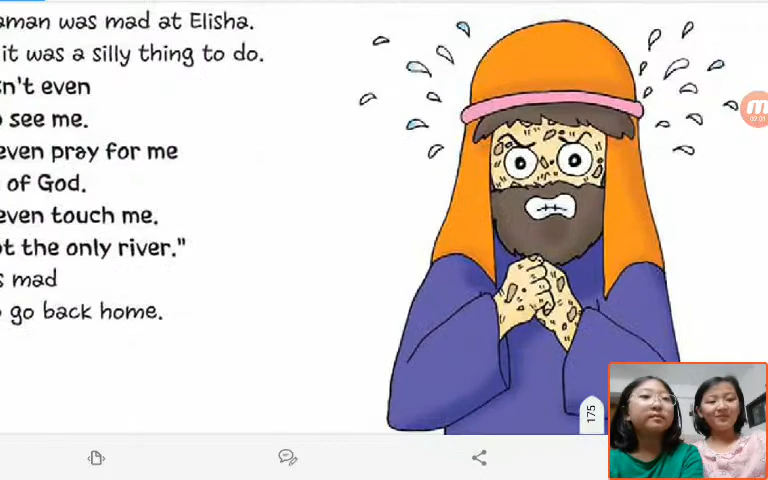 aman was mad at Elisha.
it was a silly thing to do.
n't even
see me.
even pray for me
of God.
even touch me.
t the only river."
s mad
go back home.
175